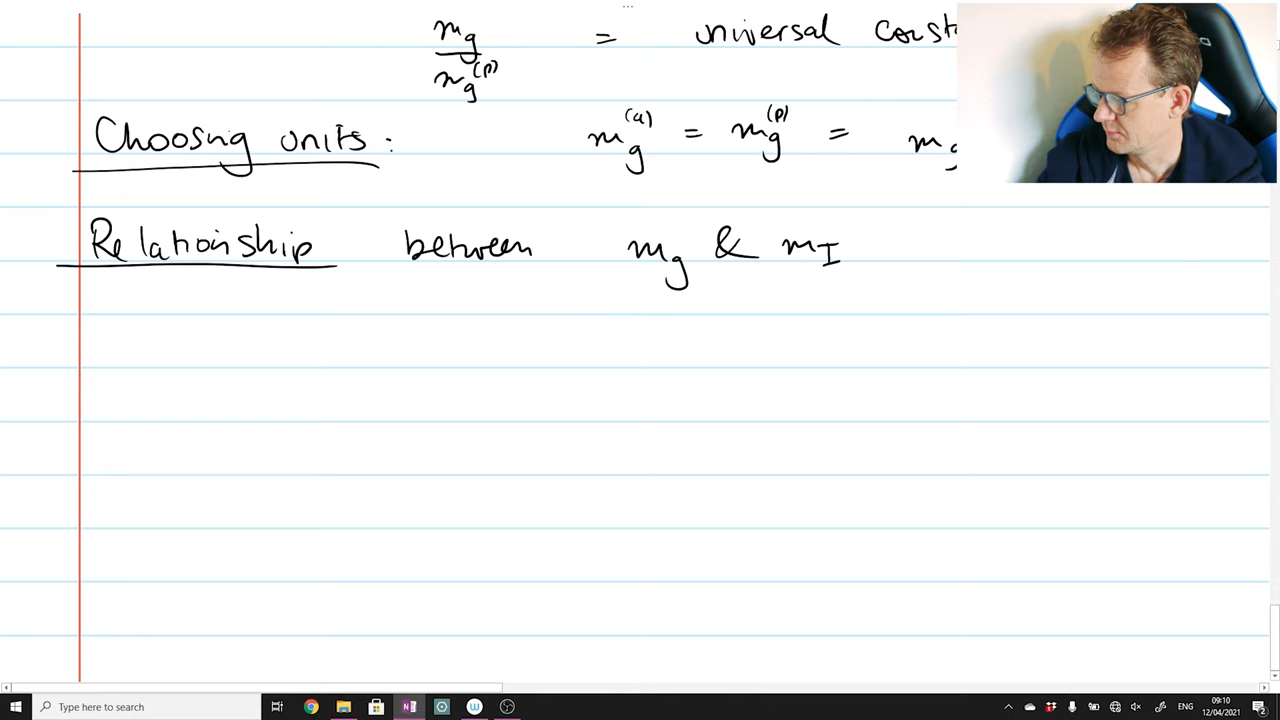 m_g / m_g^(p) = universal const
Choosing units : m_g^(a) = m_g^(p) = m_g
Relationship between m_g & m_I
Type here to search
ENG
09:10
12/04/2021
2